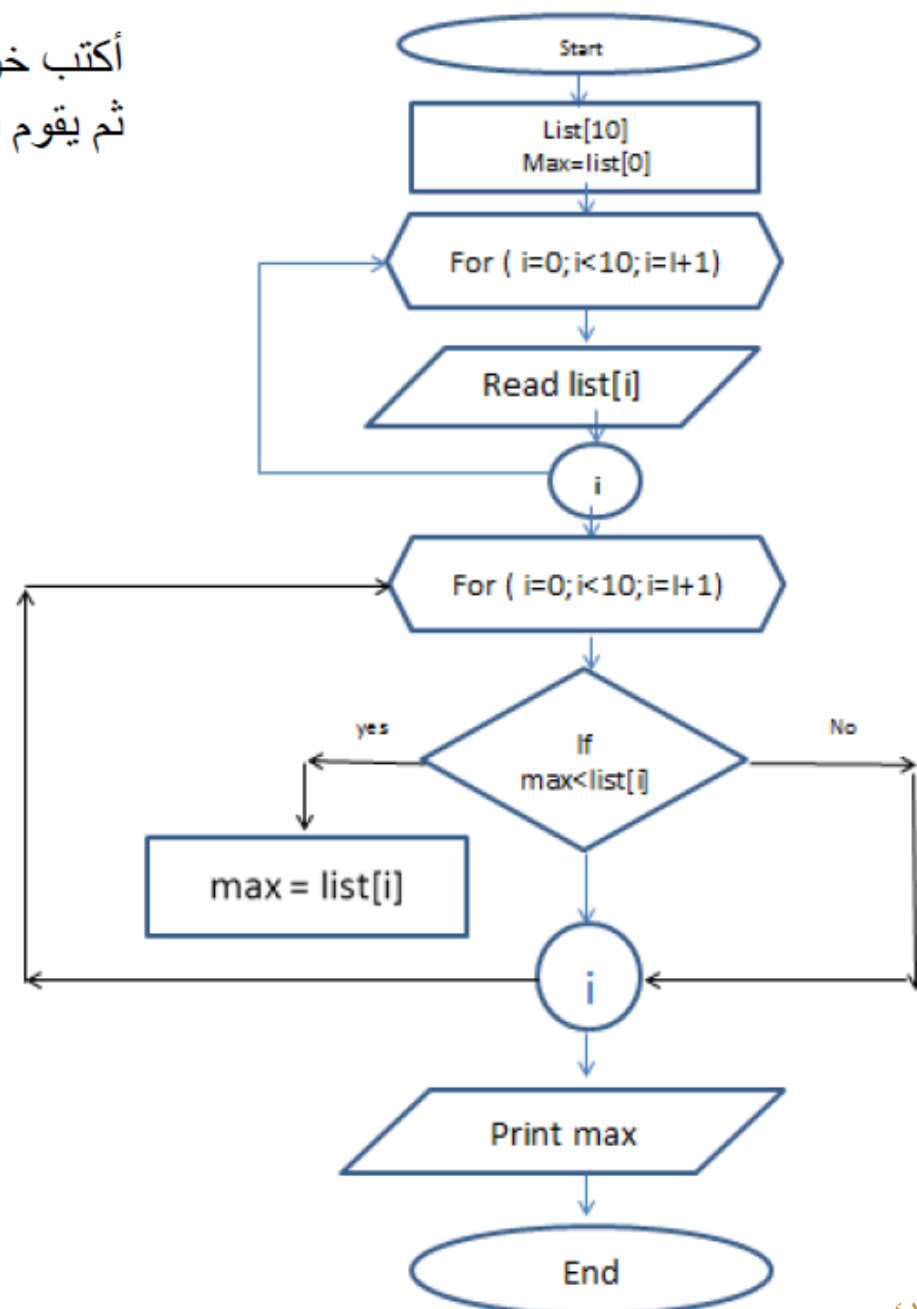 أكتب
ثم يقوم
Start
List[10]
Max=list[0]
For ( i=0;i<10;i=I+1)
Read list[i]
i
For ( i=0;i<10;i=I+1)
yes
If
max<list[i]
No
max = list[i]
i
Print max
End